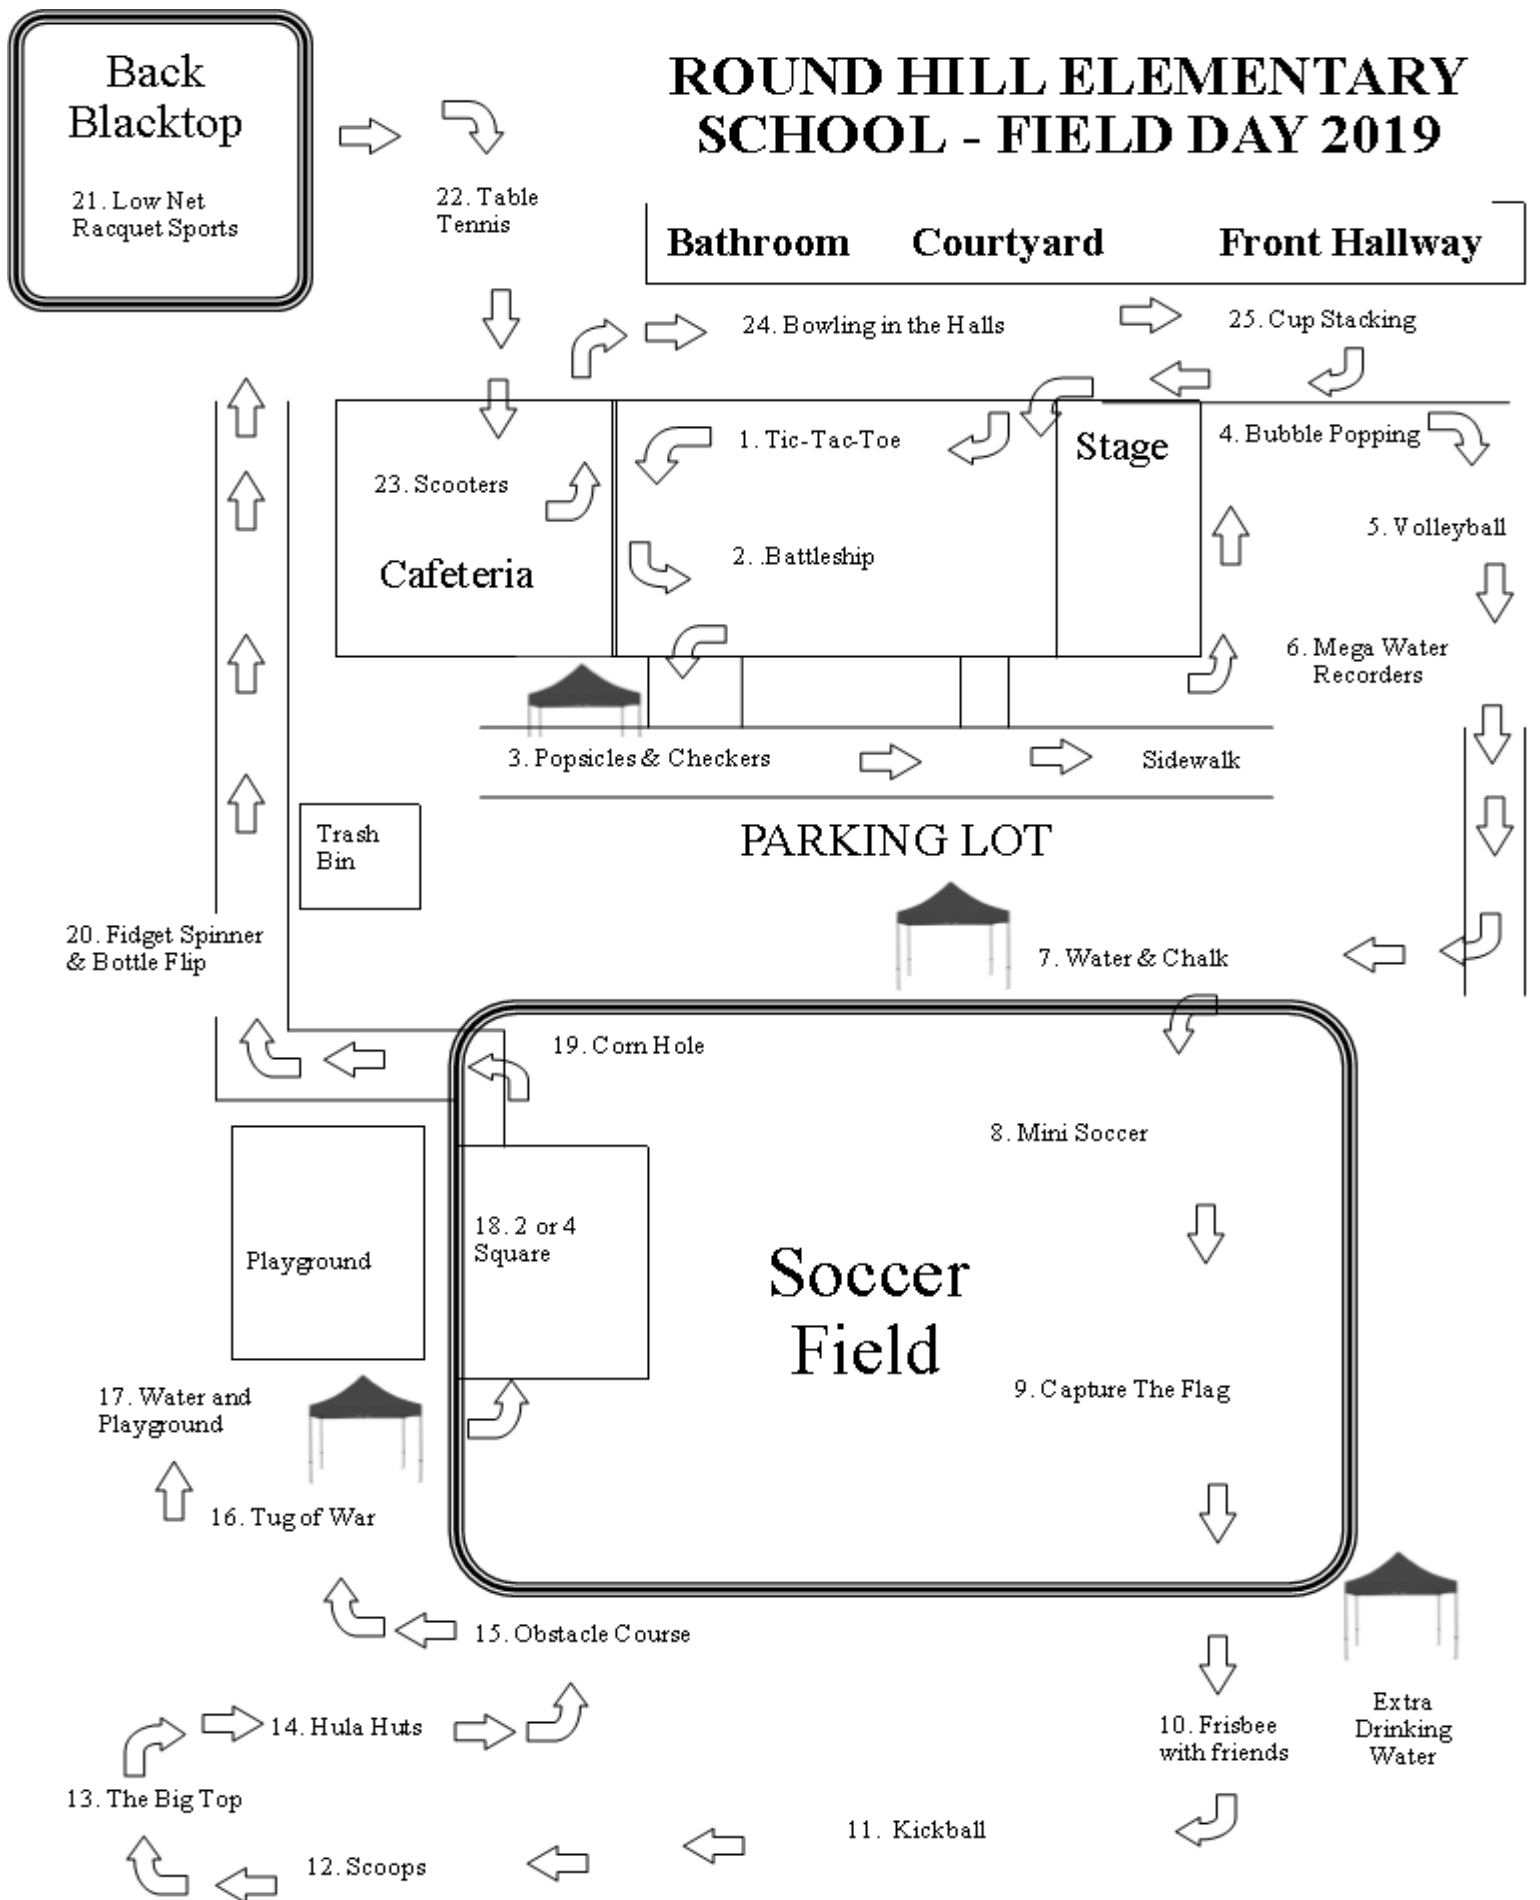 ROUND HILL ELEMENTARY
SCHOOL - FIELD DAY 2019
Back
Blacktop
21. Low Net
Racquet Sports
22. Table
Tennis
Bathroom Courtyard Front Hallway
24. Bowling in the Halls
25. Cup Stacking
1. Tic-Tac-Toe
Stage
4. Bubble Popping
23. Scooters
5. Volleyball
2. .Battleship
Cafeteria
6. Mega Water
Recorders
3. Popsicles & Checkers
Sidewalk
PARKING LOT
Trash
Bin
20. Fidget Spinner
& Bottle Flip
7. Water & Chalk
19. Corn Hole
8. Mini Soccer
Playground
18. 2 or 4
Square
Soccer
Field
9. Capture The Flag
17. Water and
Playground
16. Tug of War
15. Obstacle Course
14. Hula Huts
10. Frisbee
with friends
Extra
Drinking
Water
13. The Big Top
11. Kickball
12. Scoops